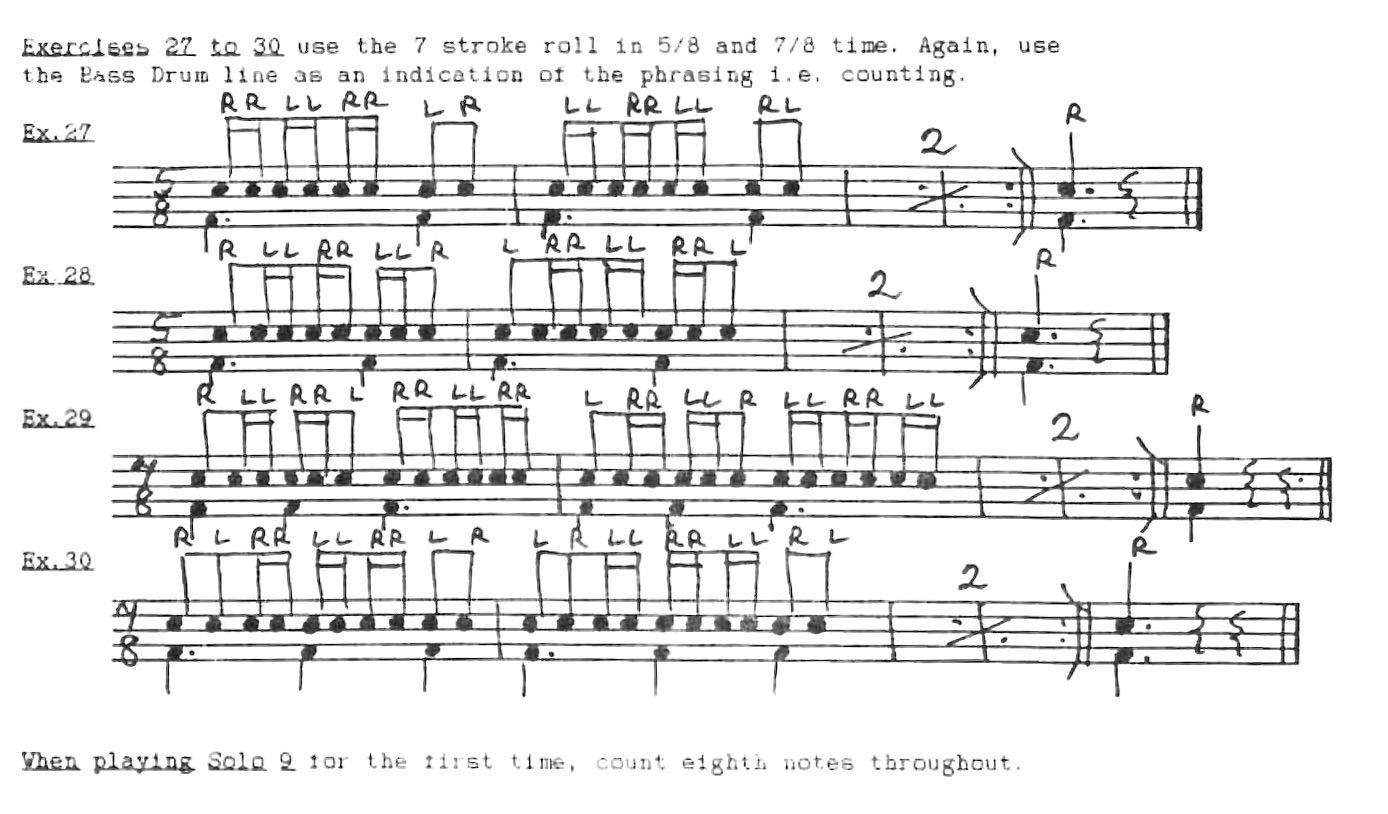 Exercises 27 to 30 use the 7 stroke roll in 5/8 and 7/8 time. Again, use
the Bass Drum line as an indication of the phrasing i.e. counting.
RR LL RR L R LL RR LL RL R
Ex.27
2
5
8
R LL RR LL R L RR LL RR L R
Ex.28
2
5
8
R LL RR L RR LL RR L RR LL R LL RR LL R
Ex.29
2
7
8
R L RR LL RR L R L R LL RR LL R L R
Ex.30
2
7
8
When playing Solo 9 for the first time, count eighth notes throughout.